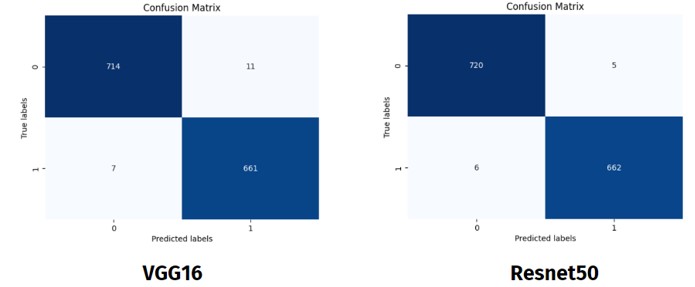 Confusion Matrix
0
714
11
True labels
1
7
661
0
1
Predicted labels
VGG16
Confusion Matrix
0
720
5
True labels
1
6
662
0
1
Predicted labels
Resnet50